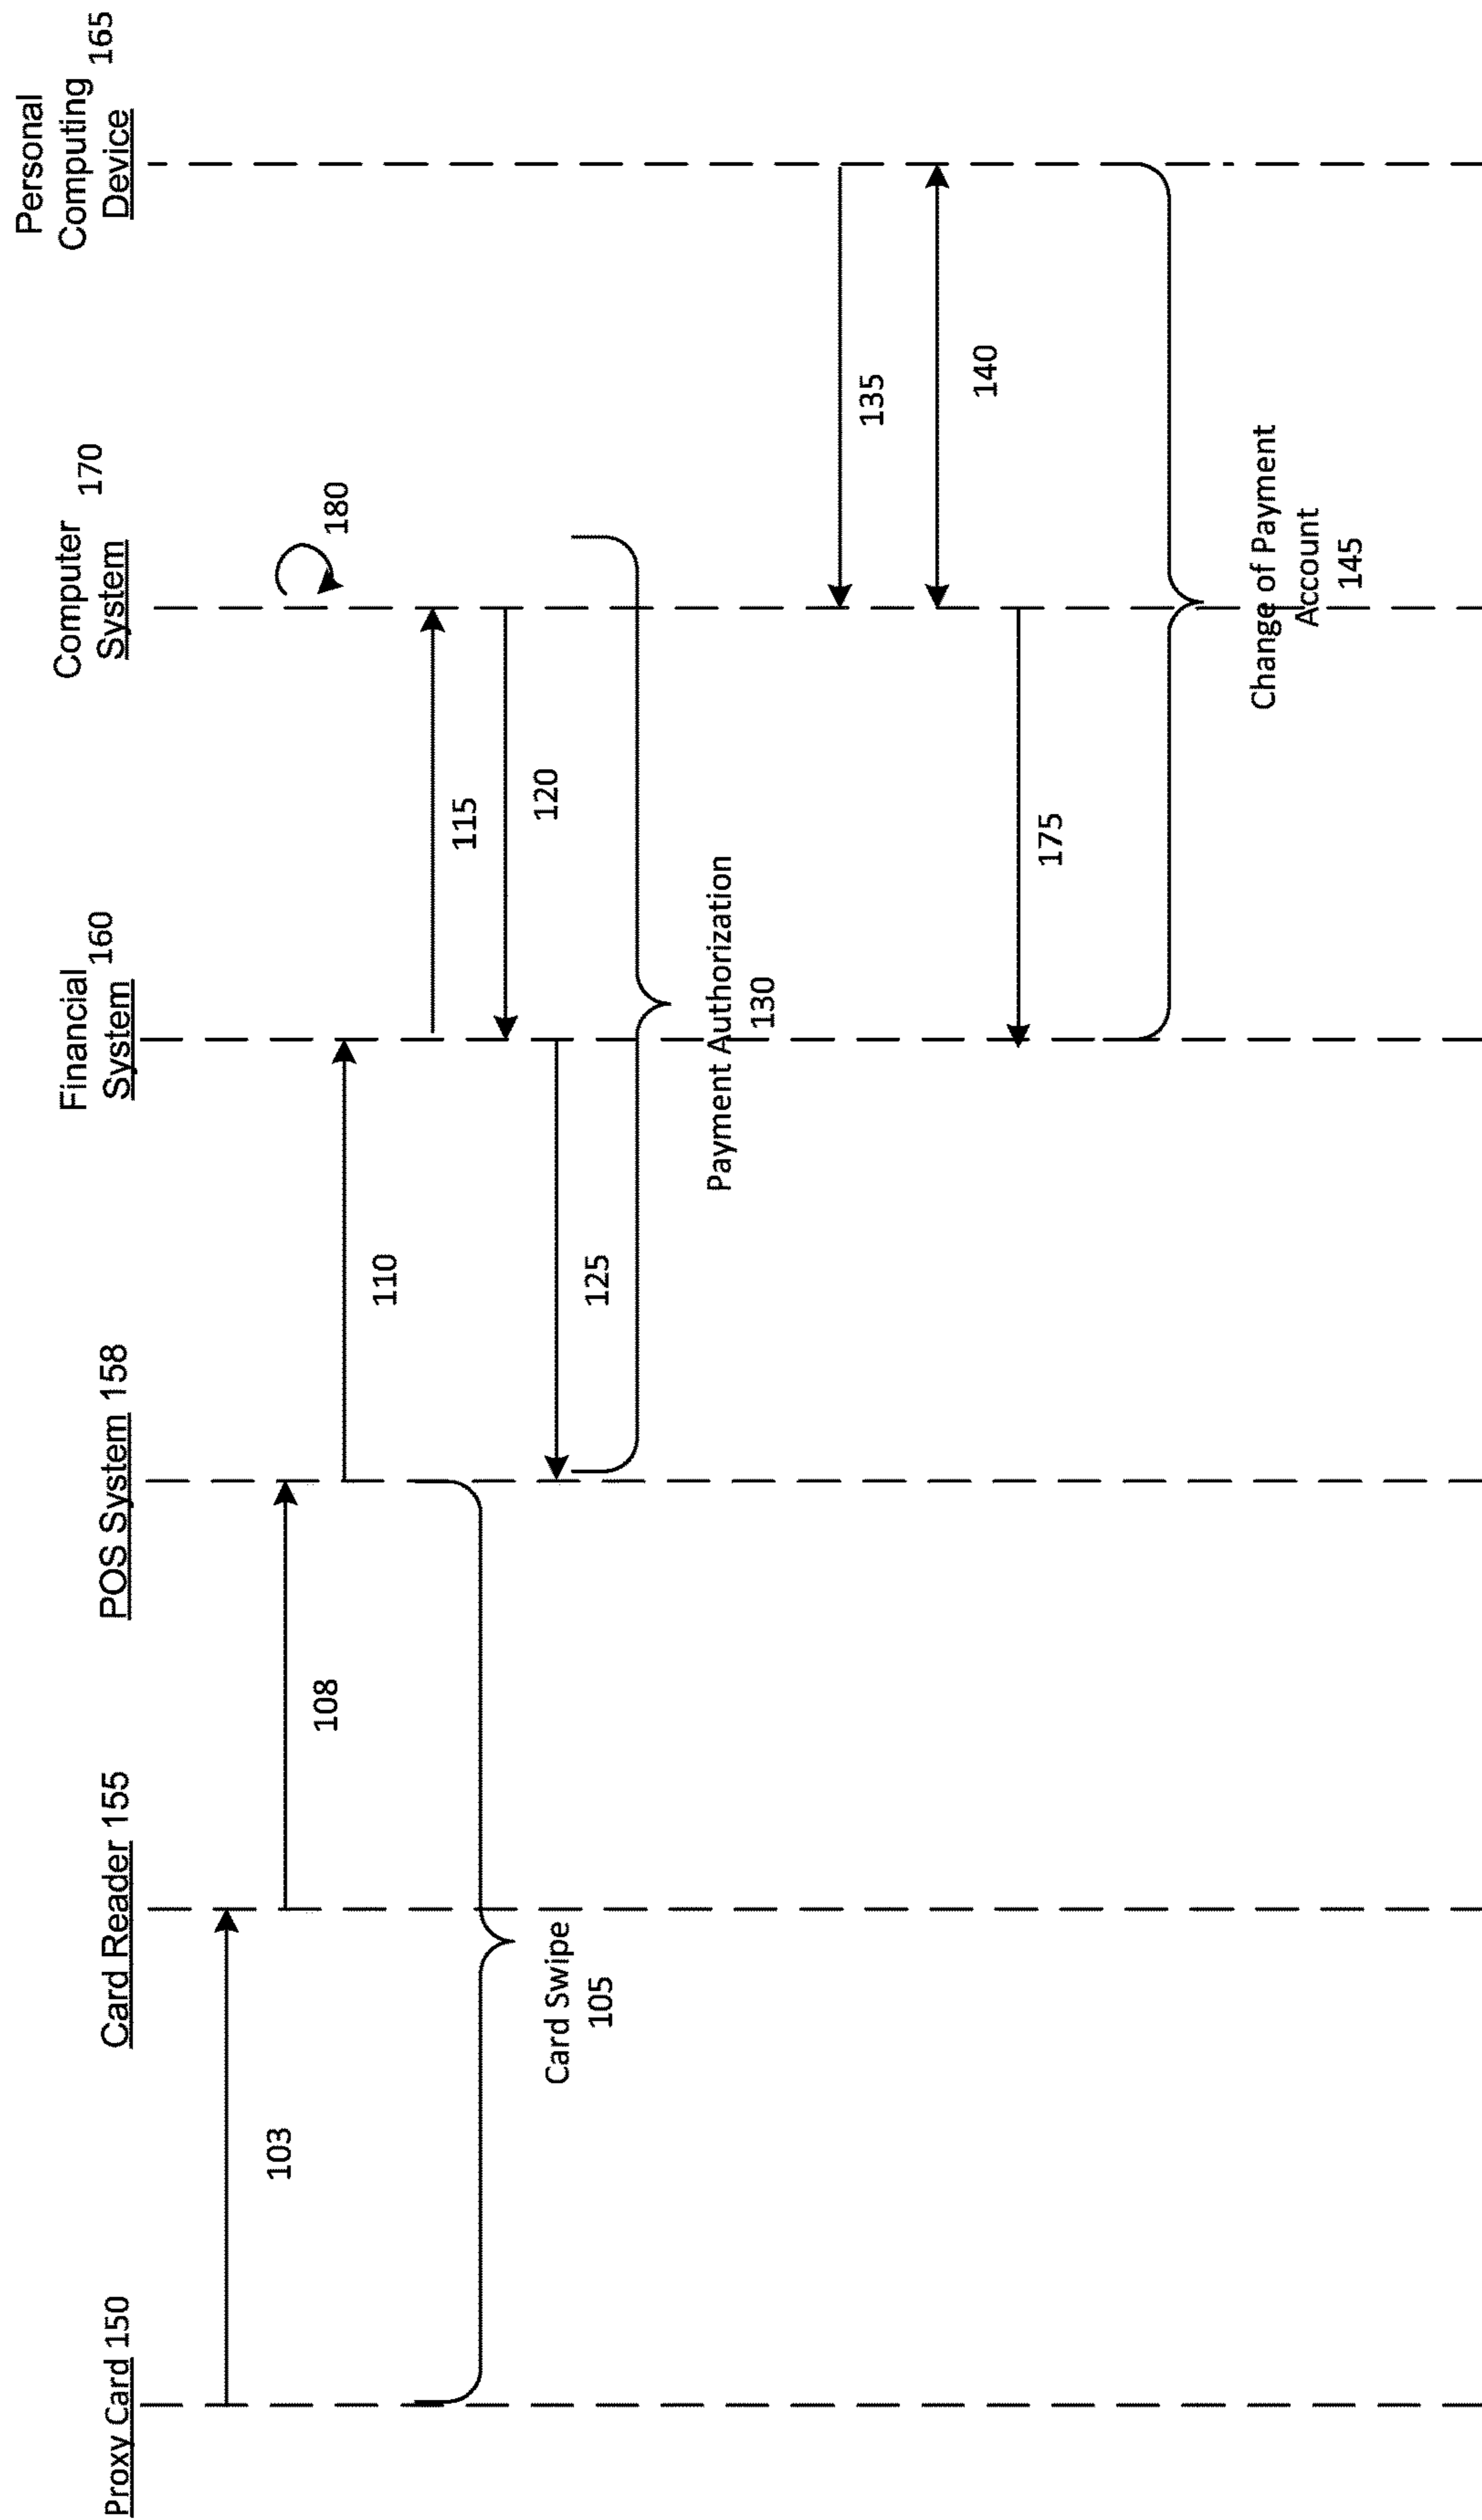 Proxy Card 150
Card Reader 155
POS System 158
Financial
System 160
Computer
System 170
Personal
Computing
Device 165
103
108
180
110
115
120
125
Card Swipe
105
Payment Authorization
130
135
140
175
Change of Payment
Account
145